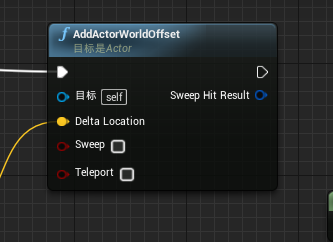 f AddActorWorldOffset
目标是Actor
目标 self
Sweep Hit Result
Delta Location
Sweep
Teleport